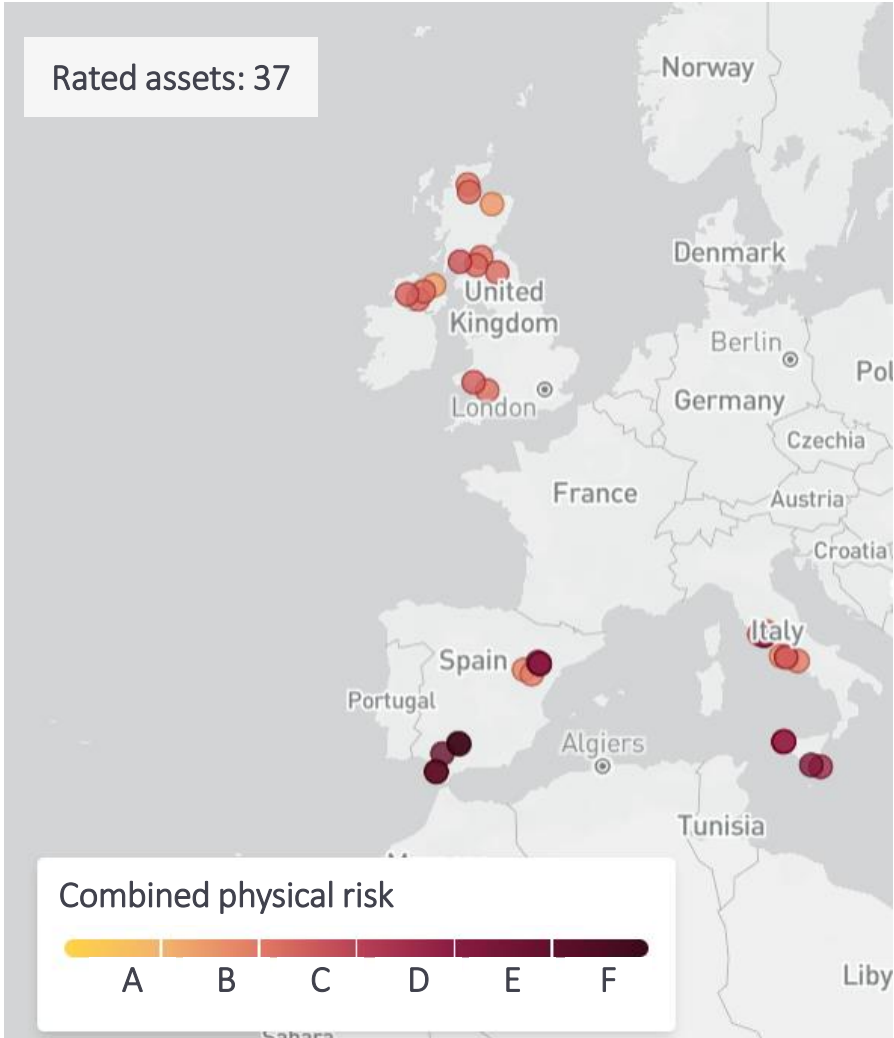 Rated assets: 37
Norway
Denmark
United
Kingdom
Berlin
Pol
London
Germany
Czechia
France
Austria
Croatia
Italy
Spain
Portugal
Algiers
Tunisia
Combined physical risk
A B C D E F
Liby